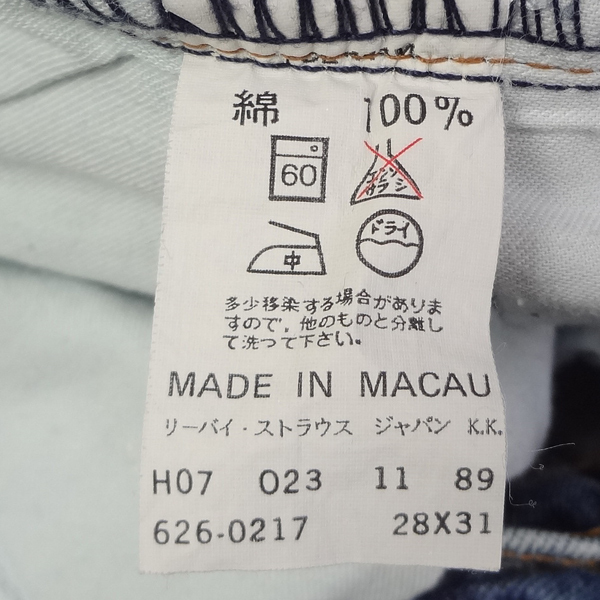 綿 100%
60
エンソ
サラシ
中
ドライ
多少移染する場合がありま
すので，他のものと分離し
て洗って下さい。
MADE IN MACAU
リーバイ・ストラウス ジャパン K.K.
H07 023 11 89
626-0217 28X31